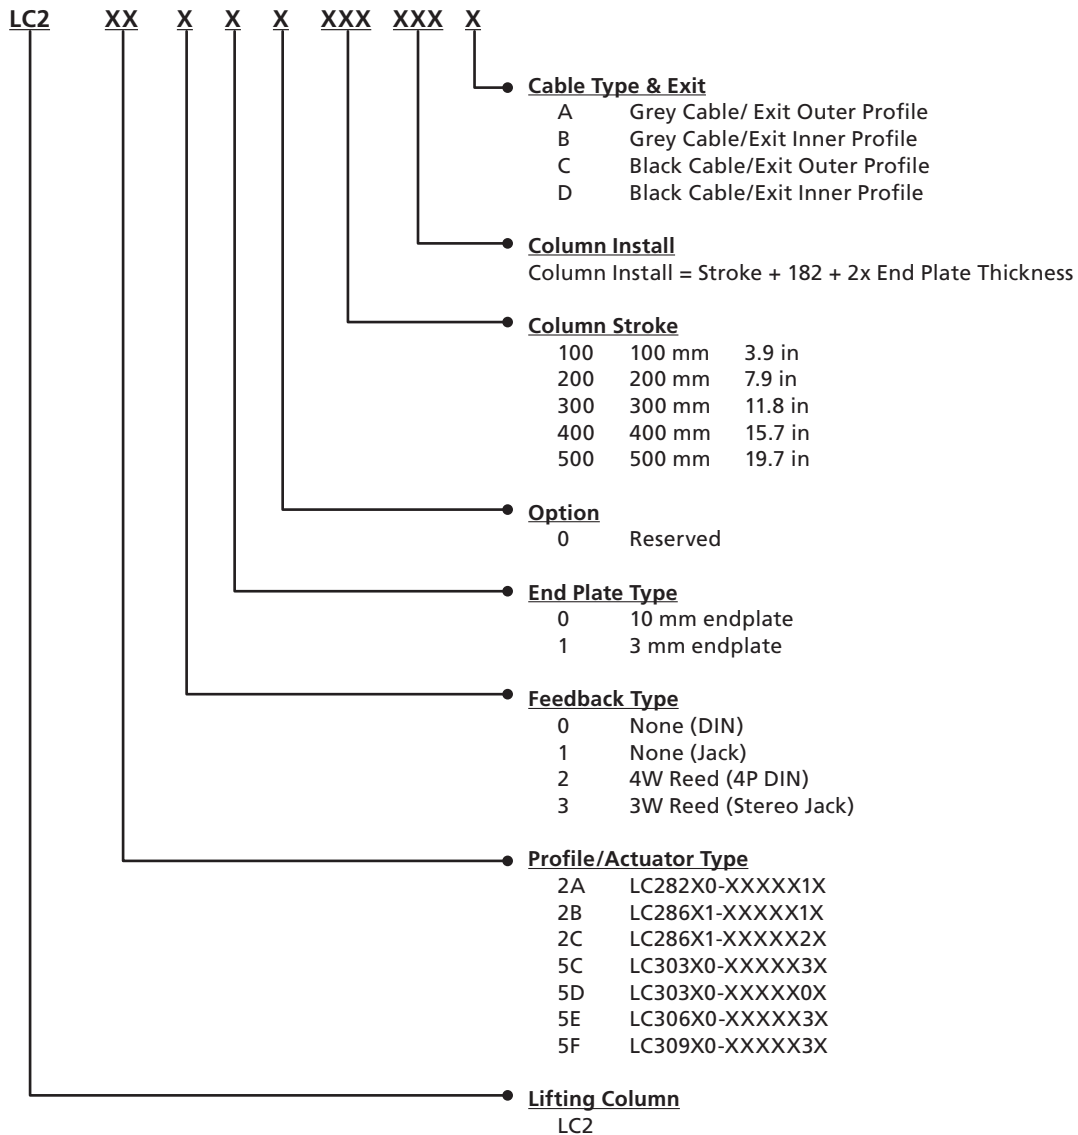 LC2 XX X X X XXX XXX X
Cable Type & Exit
A Grey Cable/ Exit Outer Profile
B Grey Cable/Exit Inner Profile
C Black Cable/Exit Outer Profile
D Black Cable/Exit Inner Profile
Column Install
Column Install = Stroke + 182 + 2x End Plate Thickness
Column Stroke
100 100 mm 3.9 in
200 200 mm 7.9 in
300 300 mm 11.8 in
400 400 mm 15.7 in
500 500 mm 19.7 in
Option
0 Reserved
End Plate Type
0 10 mm endplate
1 3 mm endplate
Feedback Type
0 None (DIN)
1 None (Jack)
2 4W Reed (4P DIN)
3 3W Reed (Stereo Jack)
Profile/Actuator Type
2A LC282X0-XXXXX1X
2B LC286X1-XXXXX1X
2C LC286X1-XXXXX2X
5C LC303X0-XXXXX3X
5D LC303X0-XXXXX0X
5E LC306X0-XXXXX3X
5F LC309X0-XXXXX3X
Lifting Column
LC2